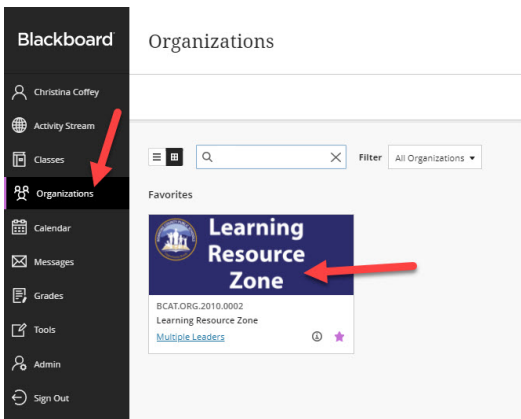 Blackboard
Organizations
Christina Coffey
Activity Stream
Classes
Organizations
Calendar
Messages
Grades
Tools
Admin
Sign Out
Filter
All Organizations
Favorites
Learning
Resource
Zone
BCAT.ORG.2010.0002
Learning Resource Zone
Multiple Leaders